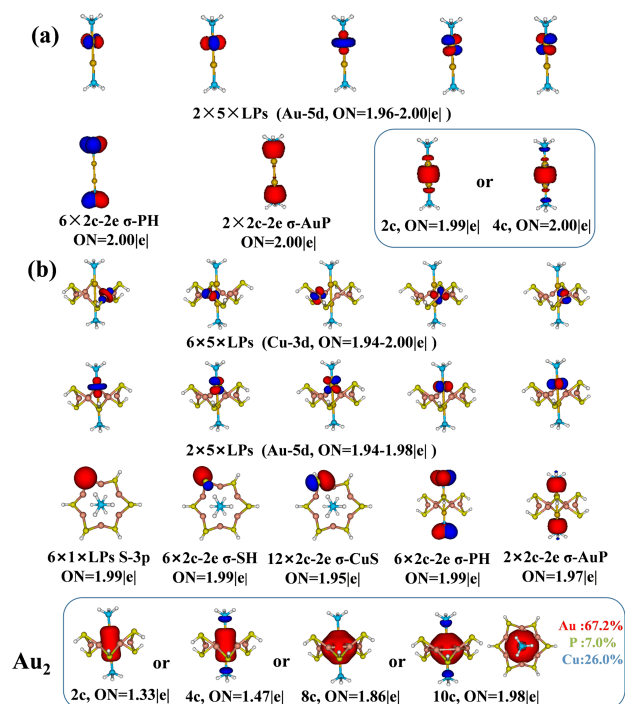 (a)
2×5×LPs (Au-5d, ON=1.96-2.00|e| )
6×2c-2e σ-PH
ON=2.00|e|
2×2c-2e σ-AuP
ON=2.00|e|
or
2c, ON=1.99|e|
4c, ON=2.00|e|
(b)
6×5×LPs (Cu-3d, ON=1.94-2.00|e| )
2×5×LPs (Au-5d, ON=1.94-1.98|e| )
6×1×LPs S-3p
ON=1.99|e|
6×2c-2e σ-SH
ON=1.99|e|
12×2c-2e σ-CuS
ON=1.95|e|
6×2c-2e σ-PH
ON=1.99|e|
2×2c-2e σ-AuP
ON=1.97|e|
Au2
or
or
or
Au :67.2%
P :7.0%
Cu:26.0%
2c, ON=1.33|e|
4c, ON=1.47|e|
8c, ON=1.86|e|
10c, ON=1.98|e|